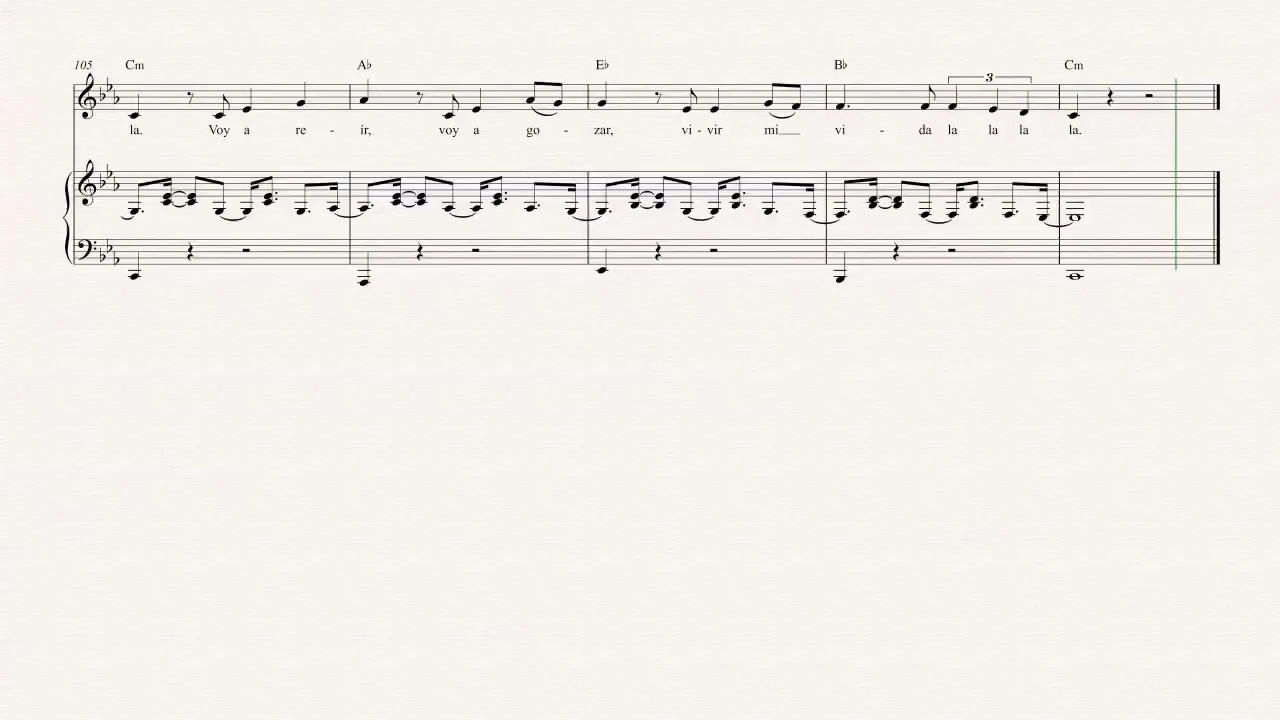 105 Cm A♭ E♭ B♭ Cm
3
la. Voy a re - ír, voy a go - zar, vi - vir mi__ vi - da la la la la.